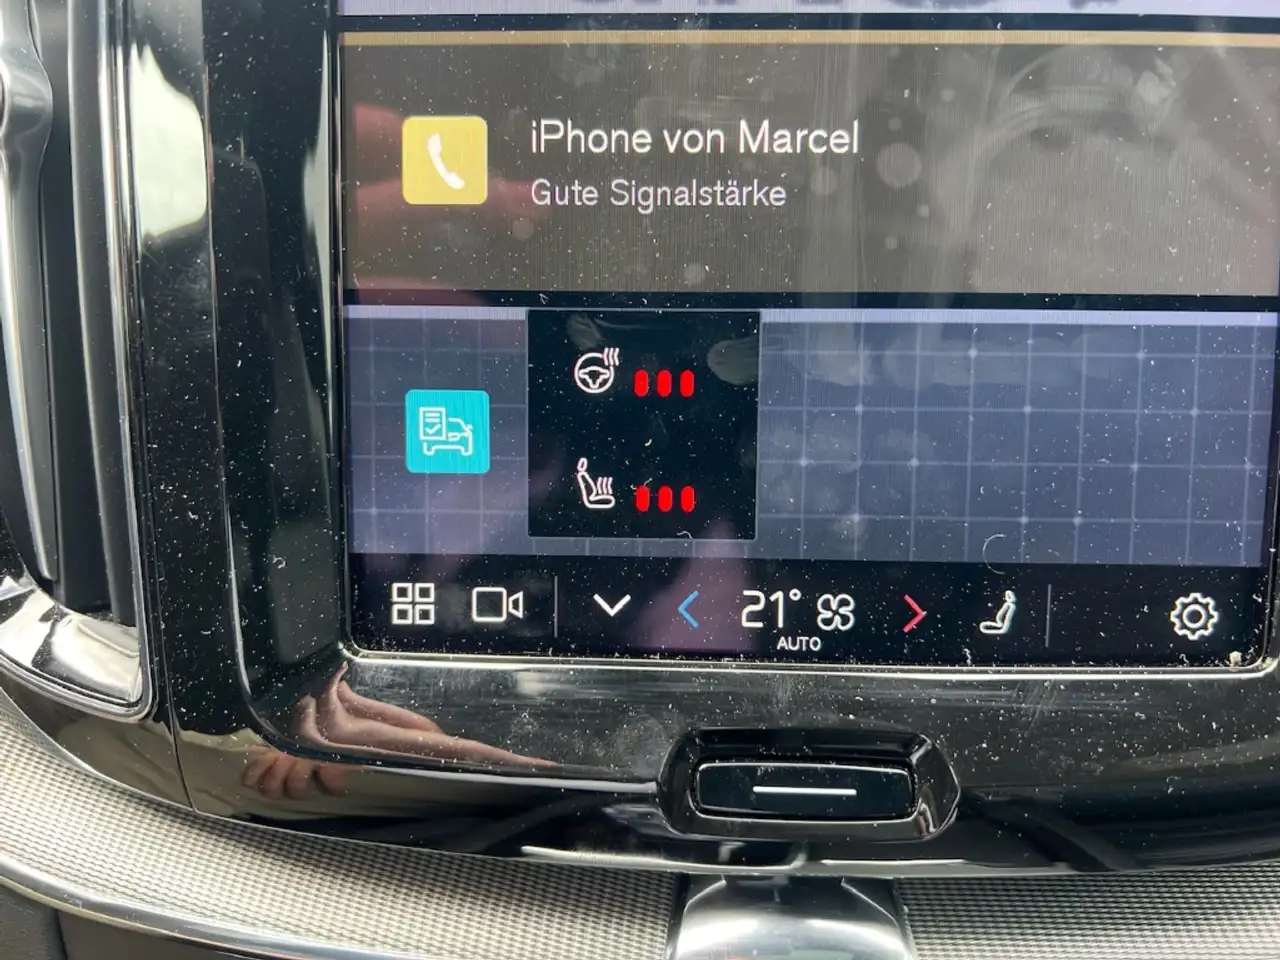 iPhone von Marcel
Gute Signalstärke
21°
AUTO